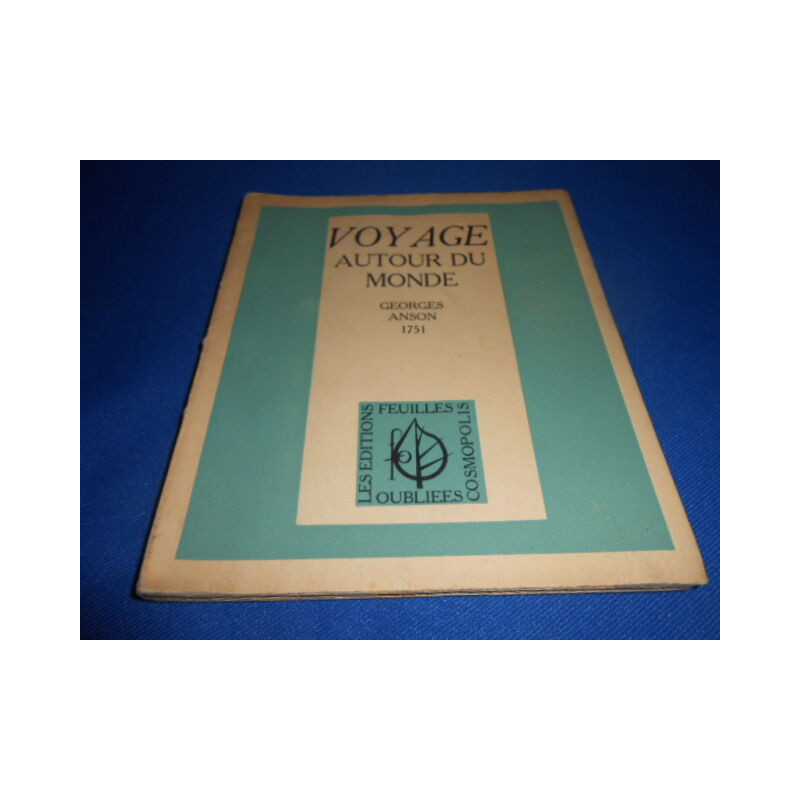 VOYAGE
AUTOUR DU
MONDE
GEORGES
ANSON
1751
LES EDITIONS
FEUILLES
OUBLIEES
COSMOPOLIS